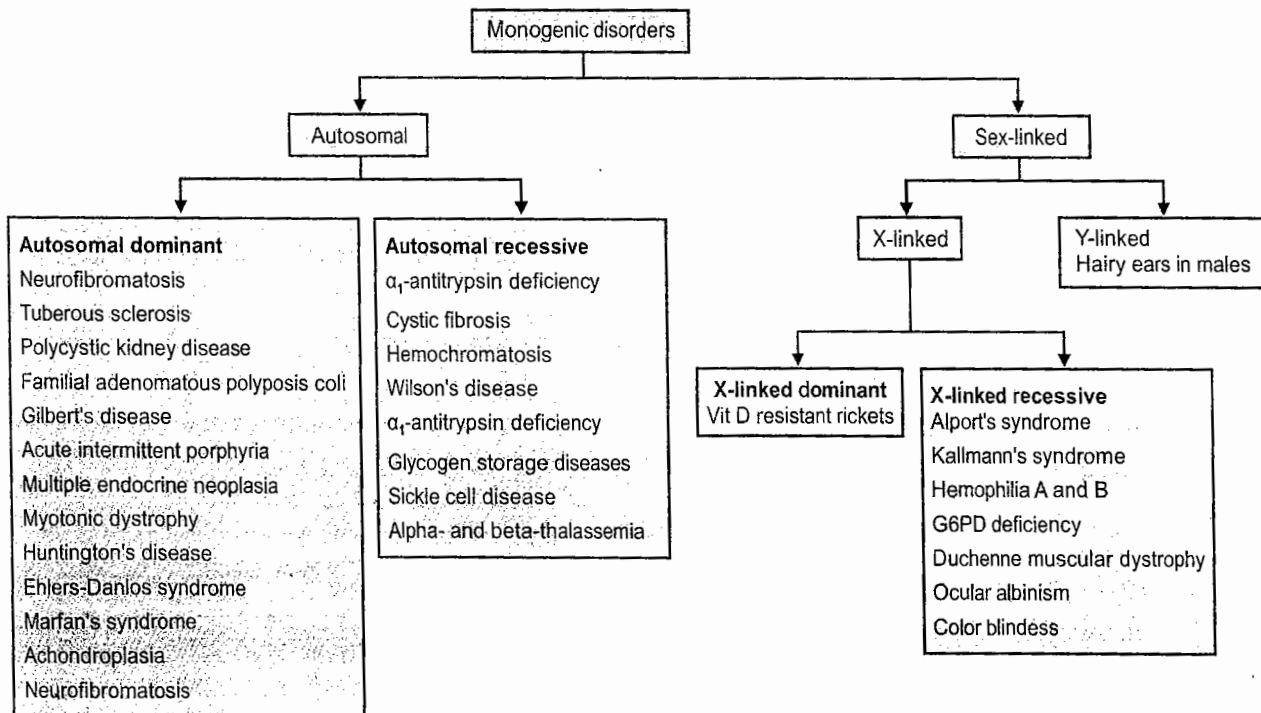 Monogenic disorders
Autosomal
Sex-linked
Autosomal dominant
Neurofibromatosis
Tuberous sclerosis
Polycystic kidney disease
Familial adenomatous polyposis coli
Gilbert's disease
Acute intermittent porphyria
Multiple endocrine neoplasia
Myotonic dystrophy
Huntington's disease
Ehlers-Danlos syndrome
Marfan's syndrome
Achondroplasia
Neurofibromatosis
Autosomal recessive
α₁-antitrypsin deficiency
Cystic fibrosis
Hemochromatosis
Wilson's disease
α₁-antitrypsin deficiency
Glycogen storage diseases
Sickle cell disease
Alpha- and beta-thalassemia
X-linked
Y-linked
Hairy ears in males
X-linked dominant
Vit D resistant rickets
X-linked recessive
Alport's syndrome
Kallmann's syndrome
Hemophilia A and B
G6PD deficiency
Duchenne muscular dystrophy
Ocular albinism
Color blindess